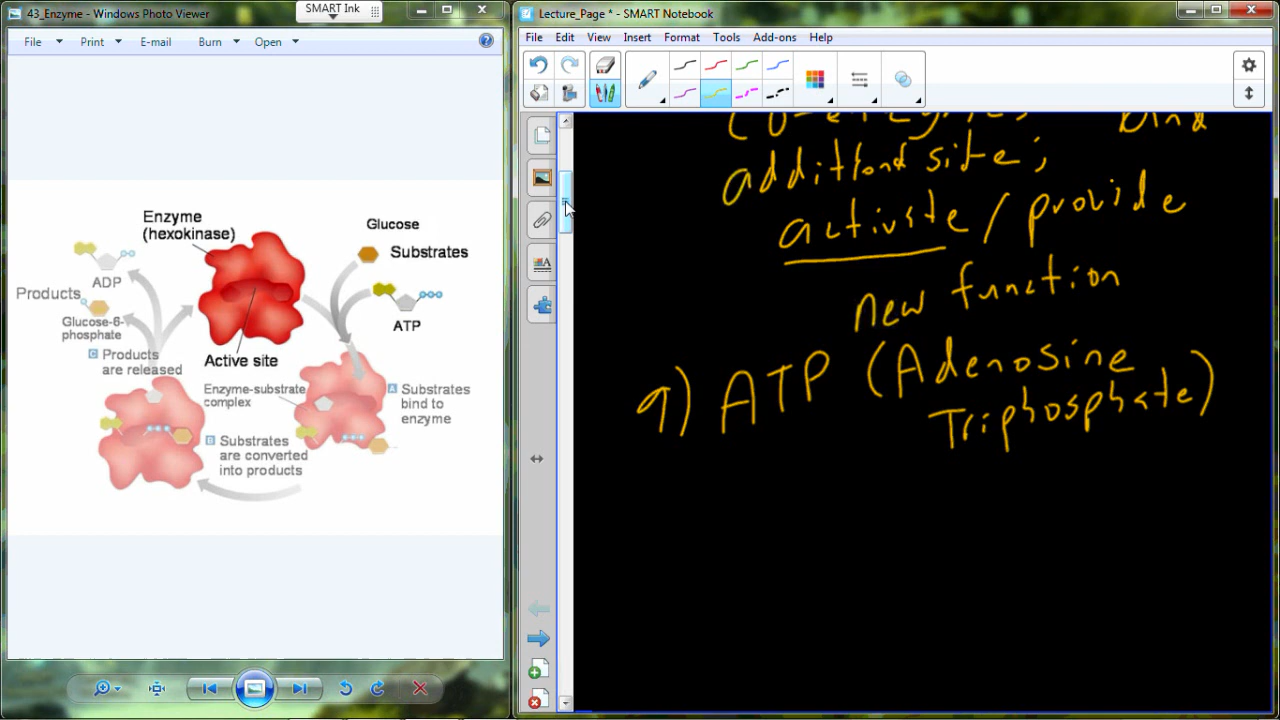 43_Enzyme - Windows Photo Viewer
SMART Ink
File Print E-mail Burn Open
Enzyme
(hexokinase)
Glucose
Substrates
ADP
Products
Glucose-6-
phosphate
ATP
C Products
are released
Active site
Enzyme-substrate
complex
A Substrates
bind to
enzyme
B Substrates
are converted
into products
Lecture_Page * - SMART Notebook
File Edit View Insert Format Tools Add-ons Help
bind
additional site;
activate / provide
new function
9) ATP (Adenosine
Triphosphate)